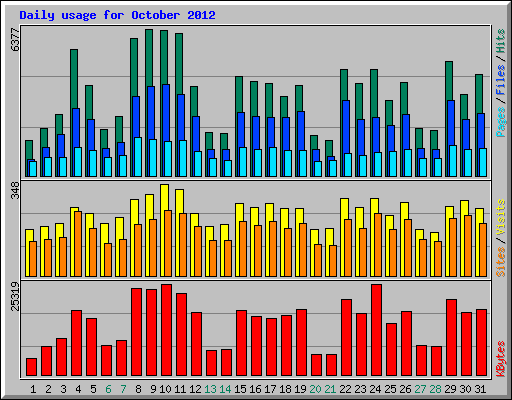 Daily usage for October 2012
6377
Pages / Files / Hits
348
Sites / Visits
25319
KBytes
1 2 3 4 5 6 7 8 9 10 11 12 13 14 15 16 17 18 19 20 21 22 23 24 25 26 27 28 29 30 31